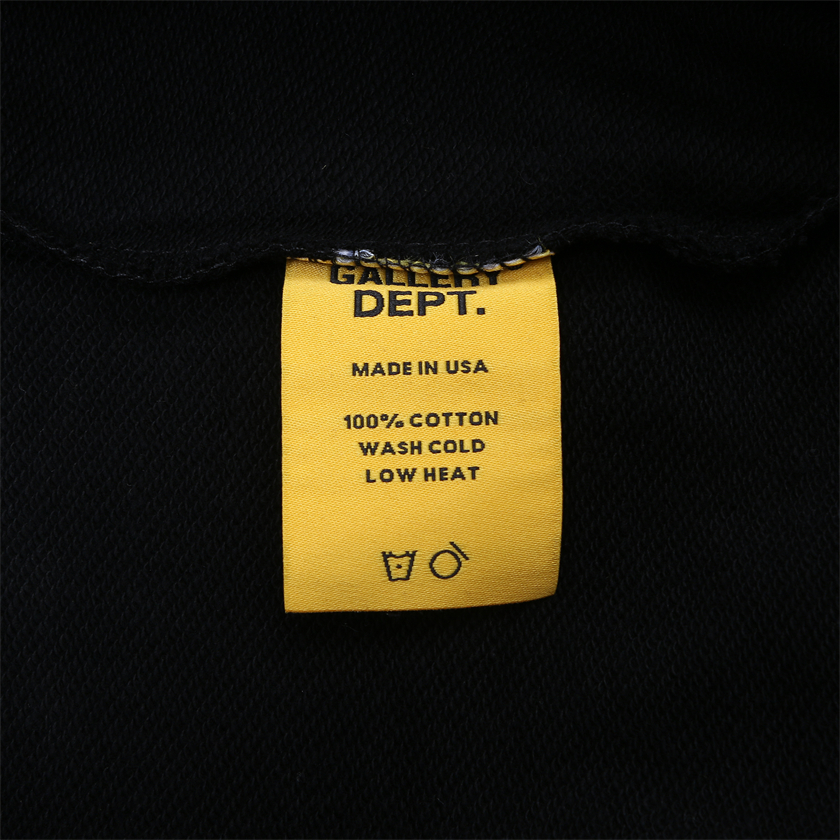 GALLERY
DEPT.
MADE IN USA
100% COTTON
WASH COLD
LOW HEAT